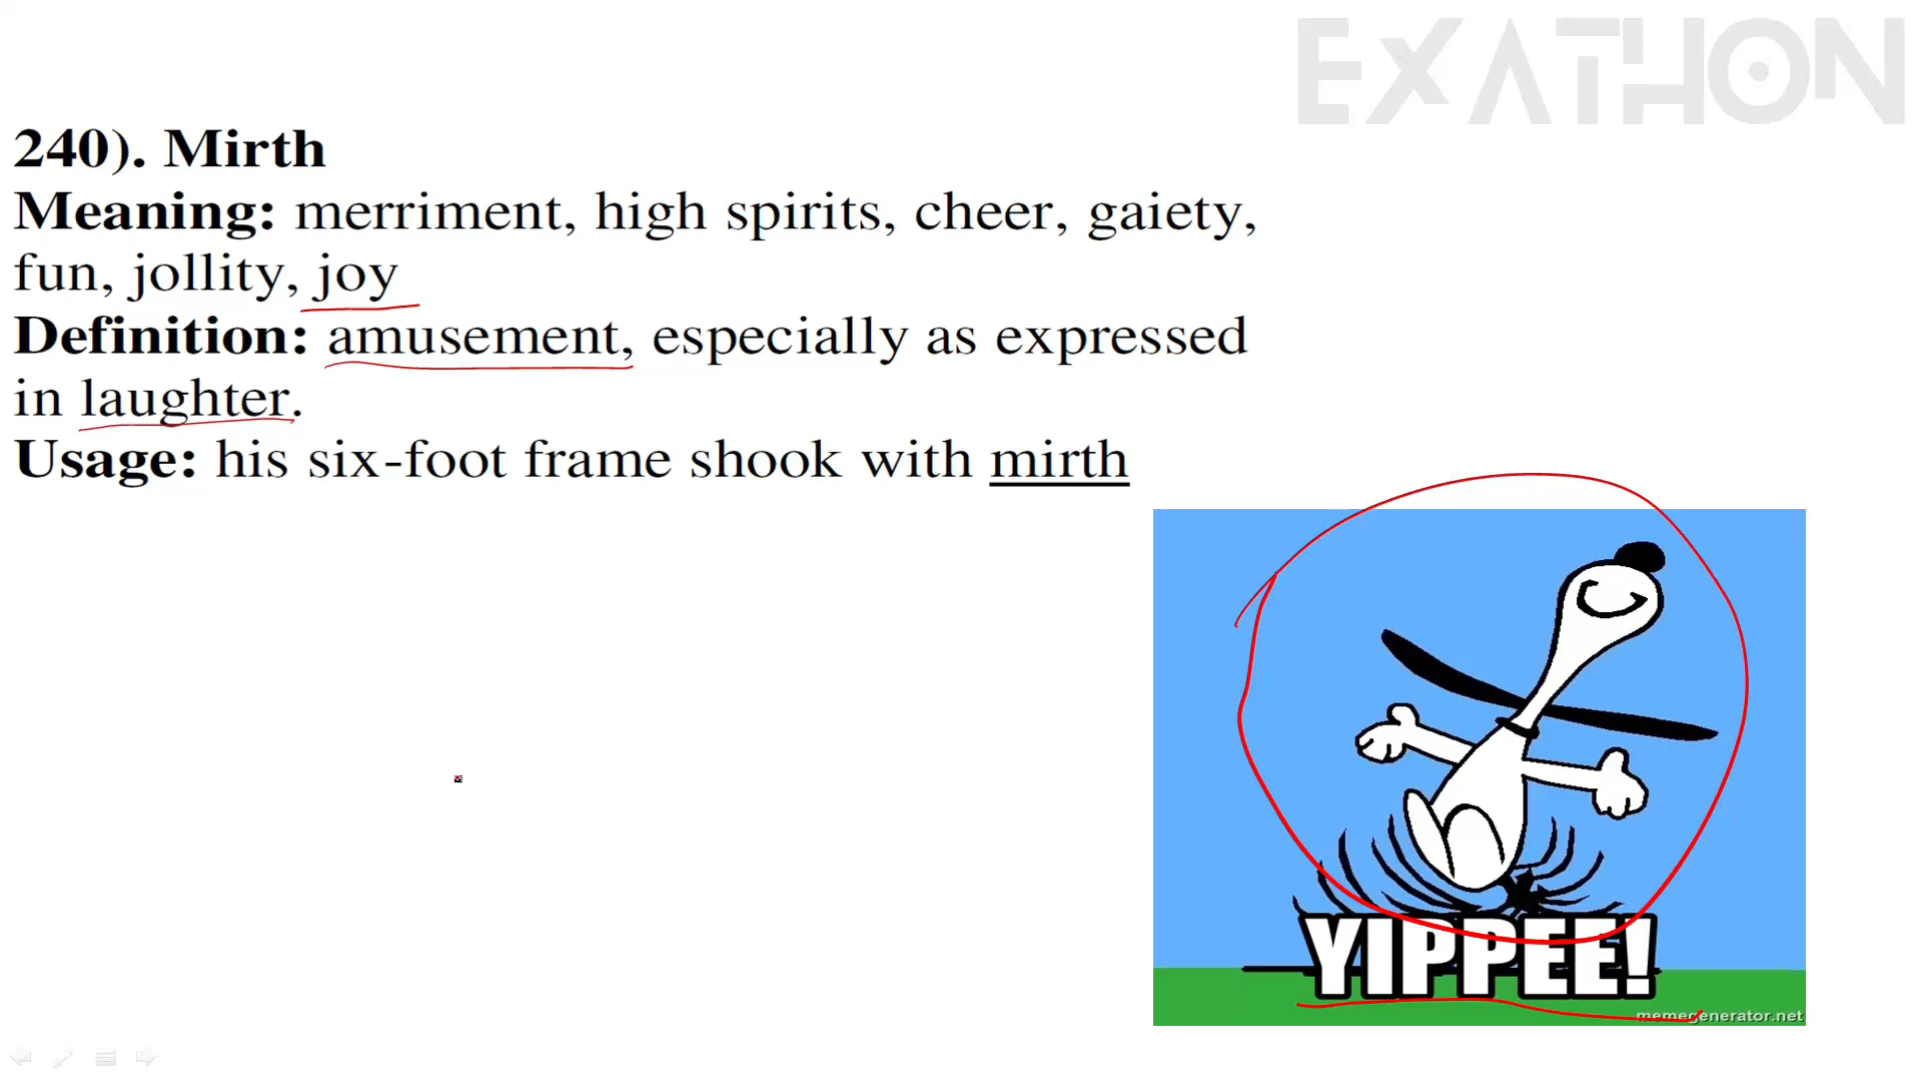 EXATHON
240). Mirth
Meaning: merriment, high spirits, cheer, gaiety,
fun, jollity, joy
Definition: amusement, especially as expressed
in laughter.
Usage: his six-foot frame shook with mirth
YIPPEE!
memegenerator.net